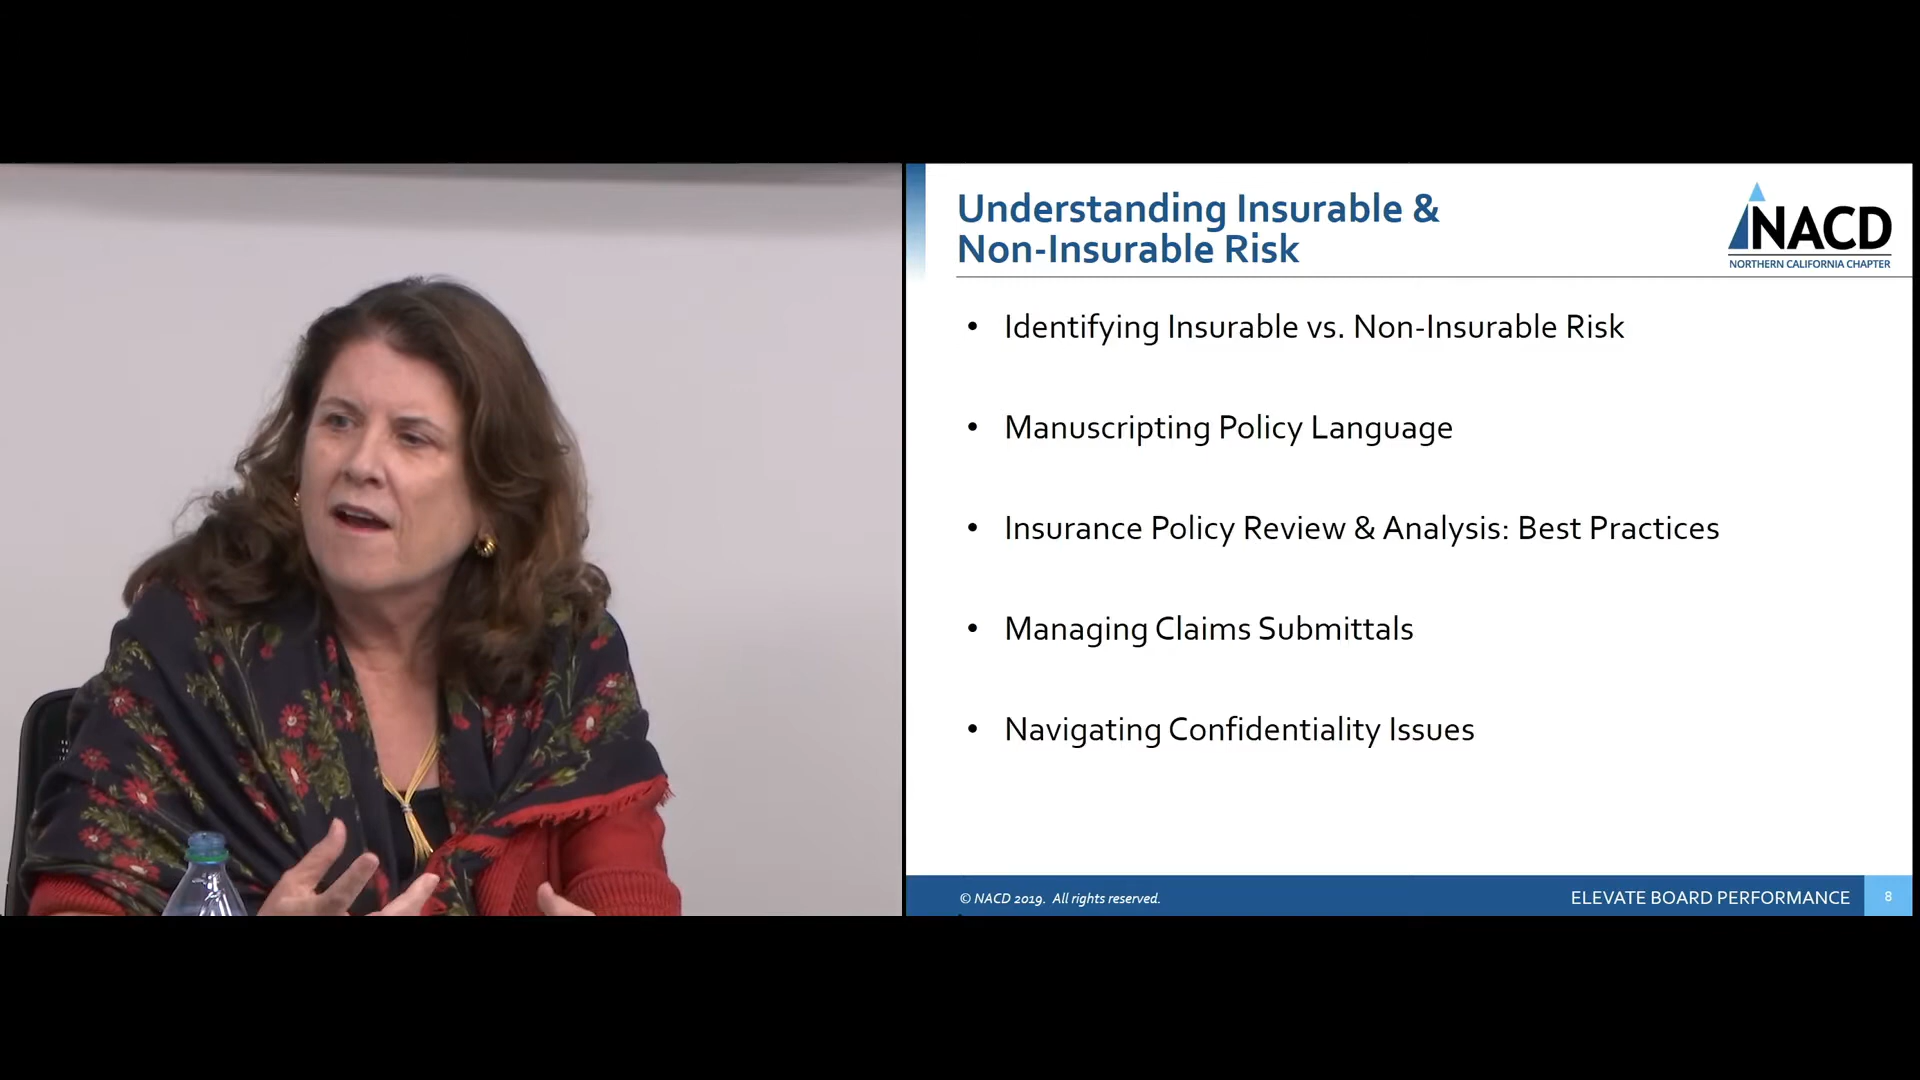 Understanding Insurable &
Non-Insurable Risk
NACD
NORTHERN CALIFORNIA CHAPTER
• Identifying Insurable vs. Non-Insurable Risk
• Manuscripting Policy Language
• Insurance Policy Review & Analysis: Best Practices
• Managing Claims Submittals
• Navigating Confidentiality Issues
© NACD 2019. All rights reserved.
ELEVATE BOARD PERFORMANCE
8